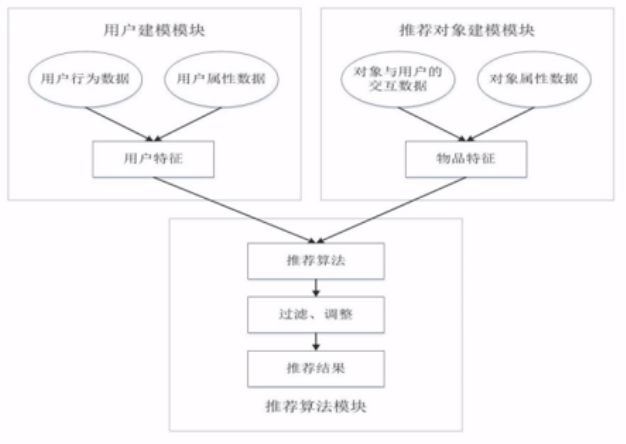 用户建模模块
用户行为数据
用户属性数据
用户特征
推荐对象建模模块
对象与用户的
交互数据
对象属性数据
物品特征
推荐算法
过滤、调整
推荐结果
推荐算法模块